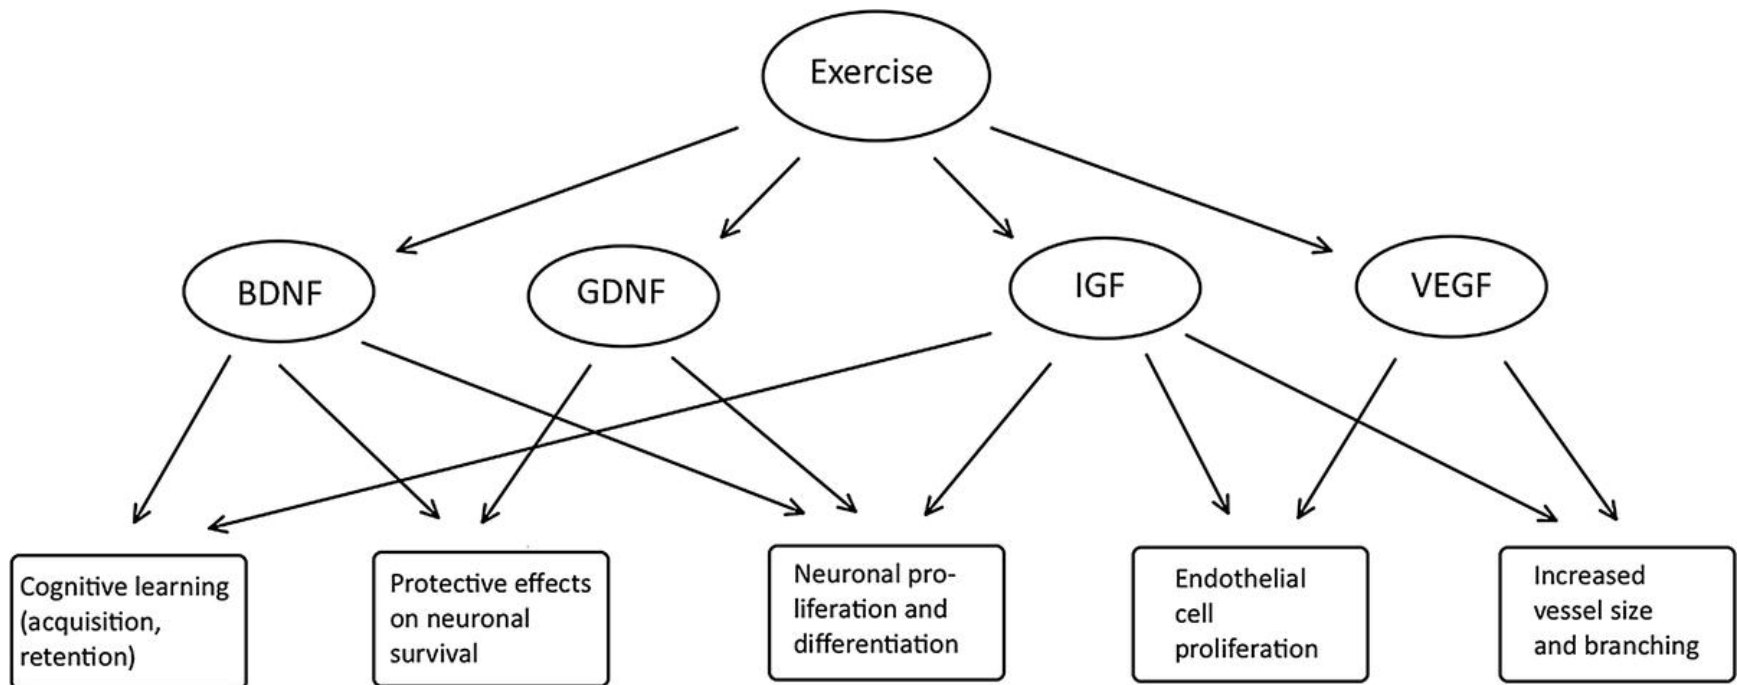 Exercise
BDNF
GDNF
IGF
VEGF
Cognitive learning
(acquisition,
retention)
Protective effects
on neuronal
survival
Neuronal pro-
liferation and
differentiation
Endothelial
cell
proliferation
Increased
vessel size
and branching